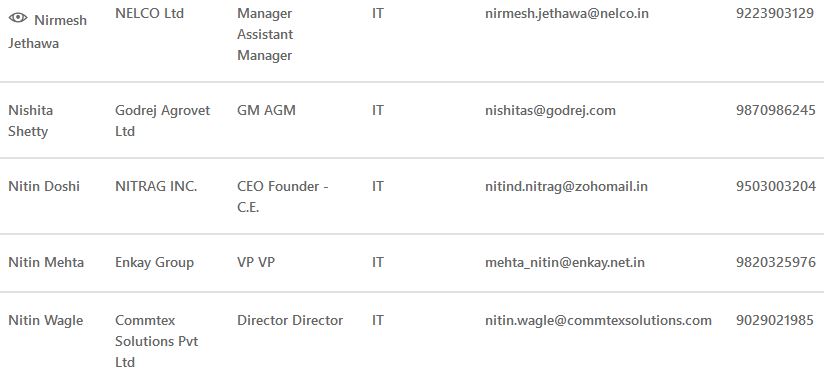 Nirmesh Jethawa NELCO Ltd Manager Assistant Manager IT nirmesh.jethawa@nelco.in 9223903129
Nishita Shetty Godrej Agrovet Ltd GM AGM IT nishitas@godrej.com 9870986245
Nitin Doshi NITRAG INC. CEO Founder - C.E. IT nitind.nitrag@zohomail.in 9503003204
Nitin Mehta Enkay Group VP VP IT mehta_nitin@enkay.net.in 9820325976
Nitin Wagle Commtex Solutions Pvt Ltd Director Director IT nitin.wagle@commtexsolutions.com 9029021985